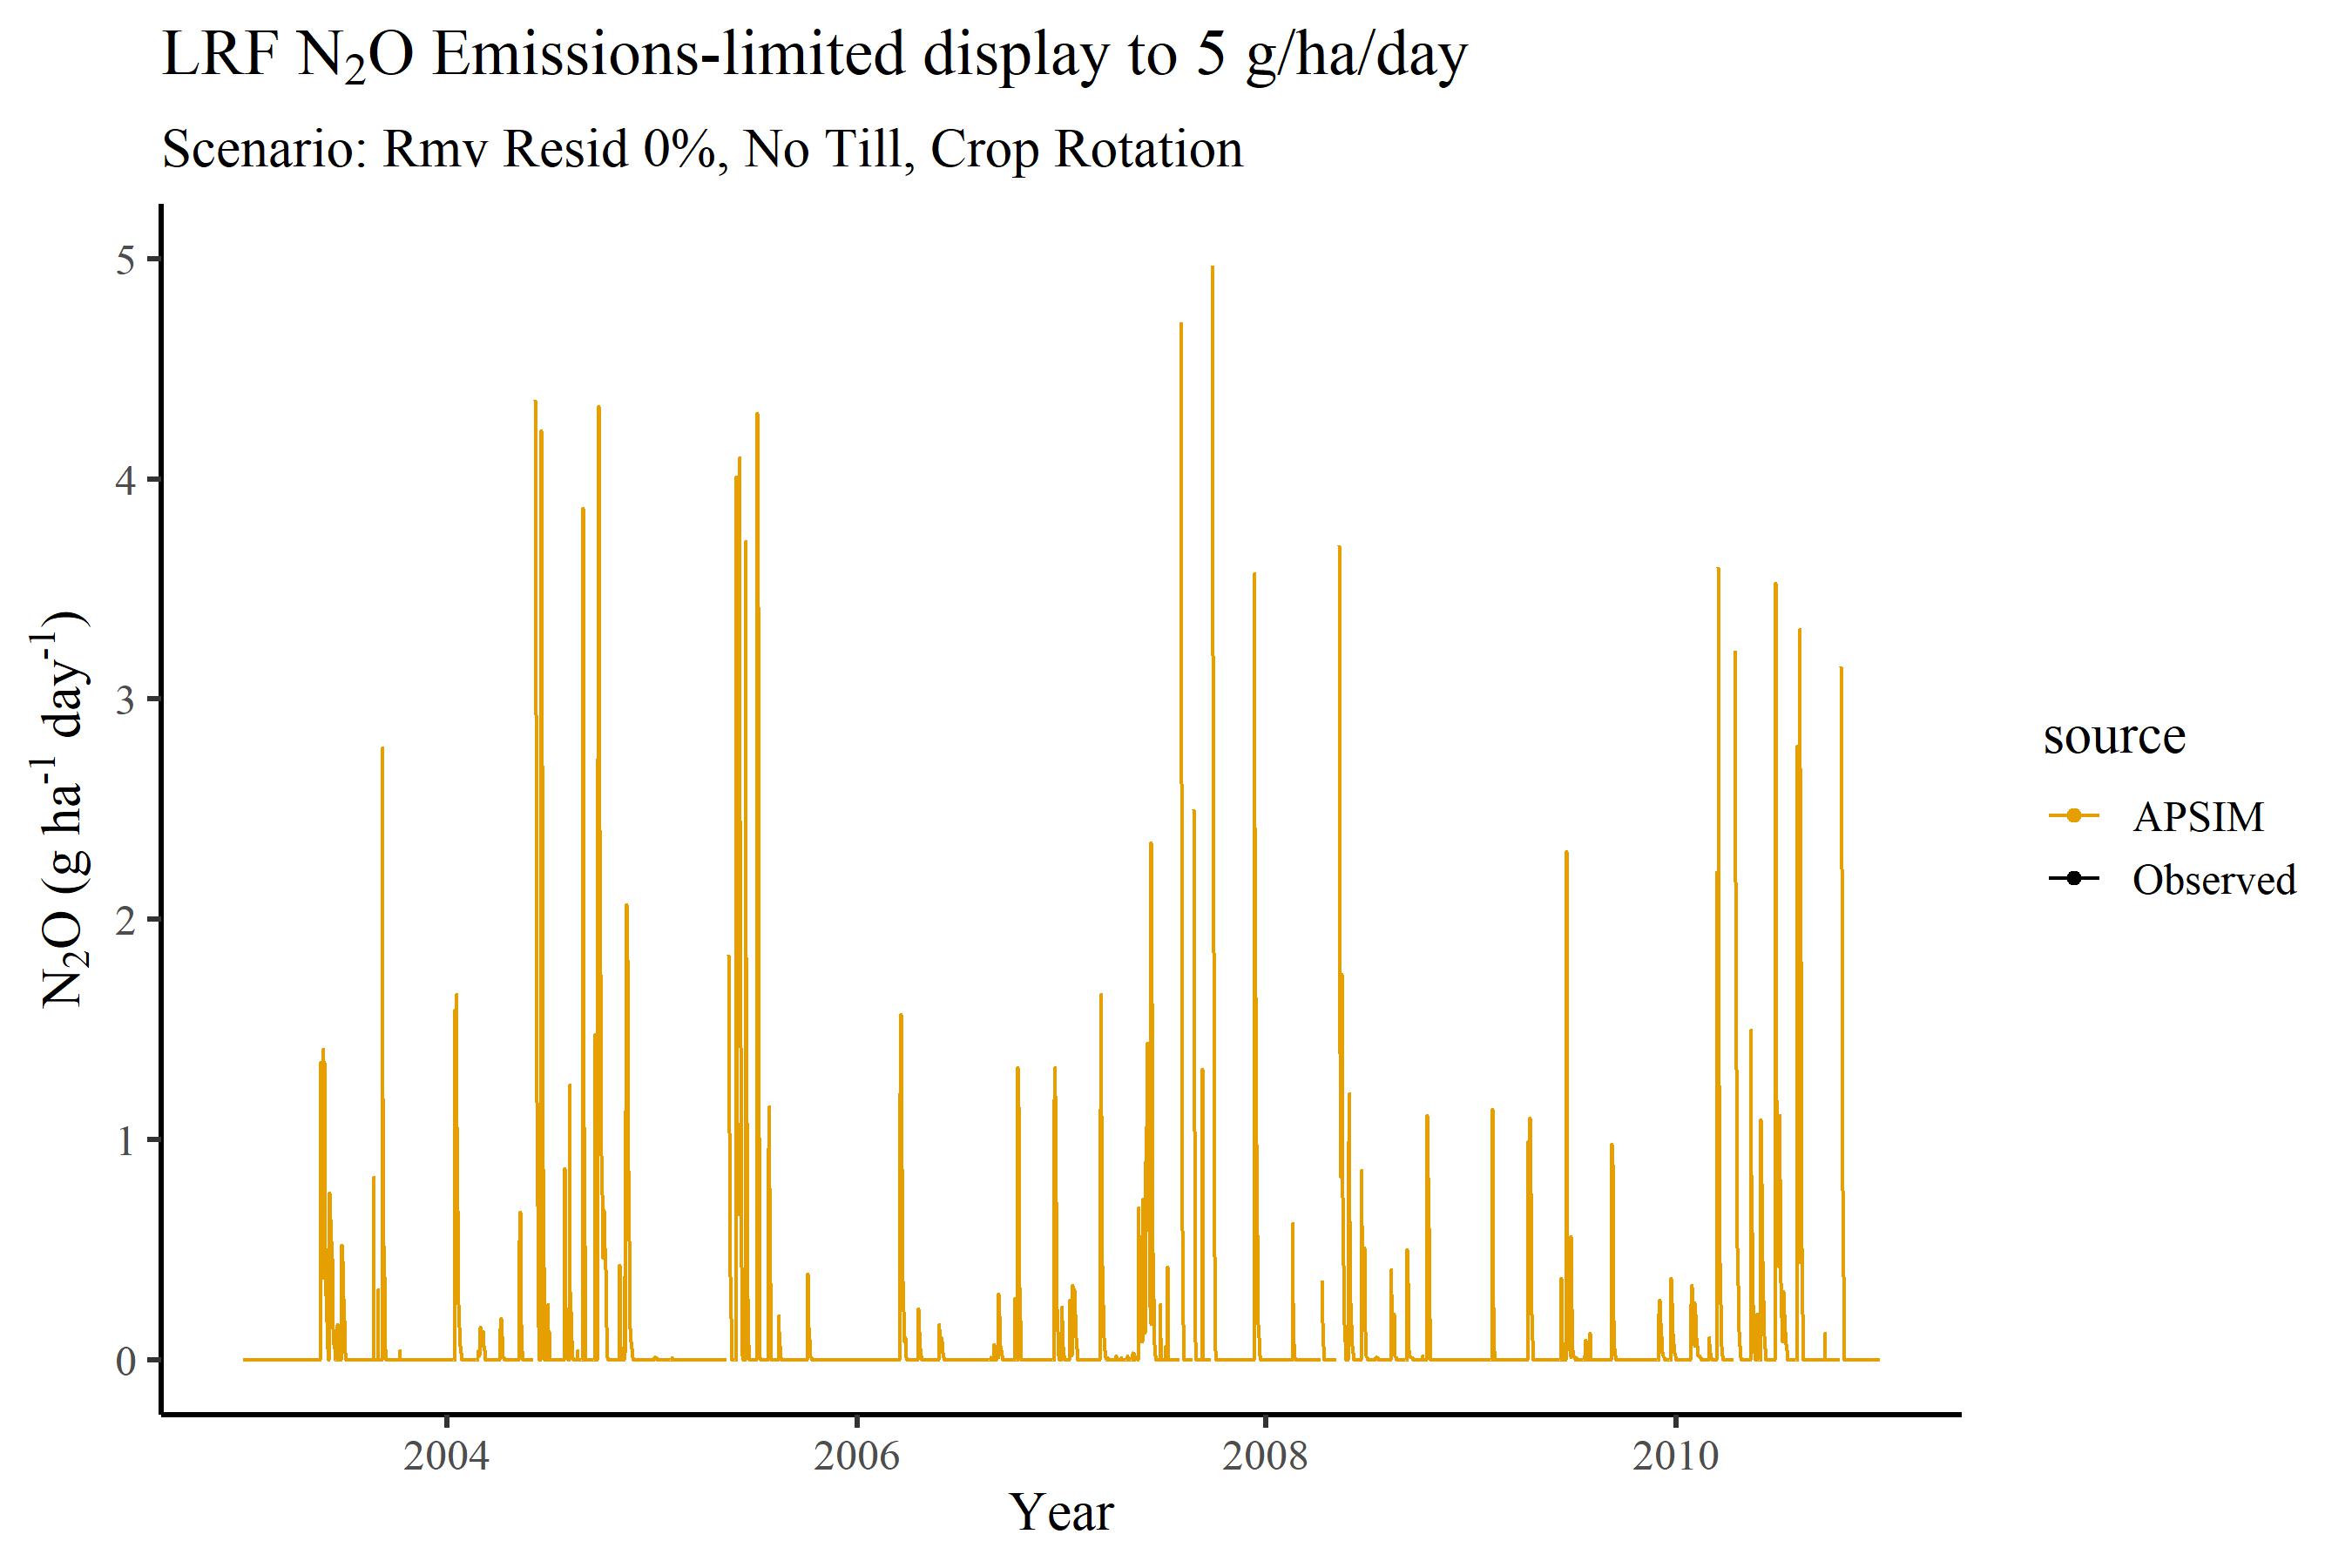 LRF N₂O Emissions-limited display to 5 g/ha/day
Scenario: Rmv Resid 0%, No Till, Crop Rotation
N₂O (g ha⁻¹ day⁻¹)
5
4
3
2
1
0
2004 2006 2008 2010
Year
source
APSIM
Observed